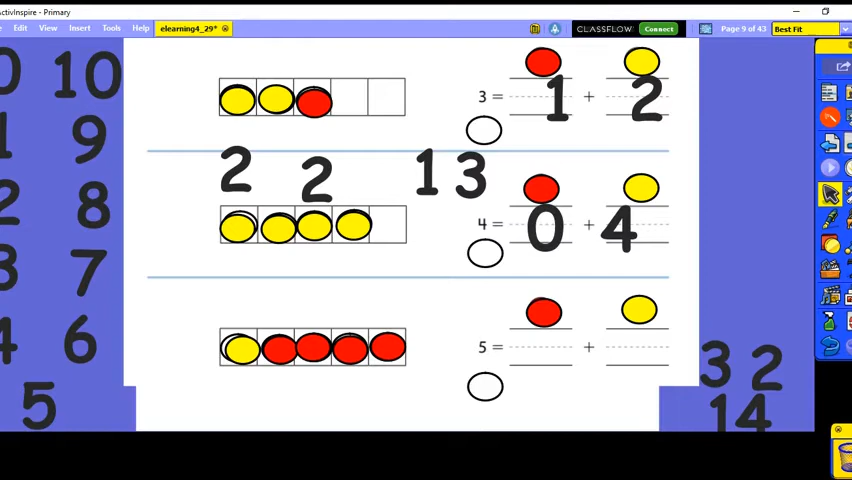 ActivInspire - Primary
Edit View Insert Tools Help
elearning4_29*
CLASSFLOW Connect
Page 9 of 43
Best Fit
0 10
1 9
2 8
3 7
4 6
5
3 = 1 + 2
2 2 1 3
4 = 0 + 4
5 = +
3 2
1 4